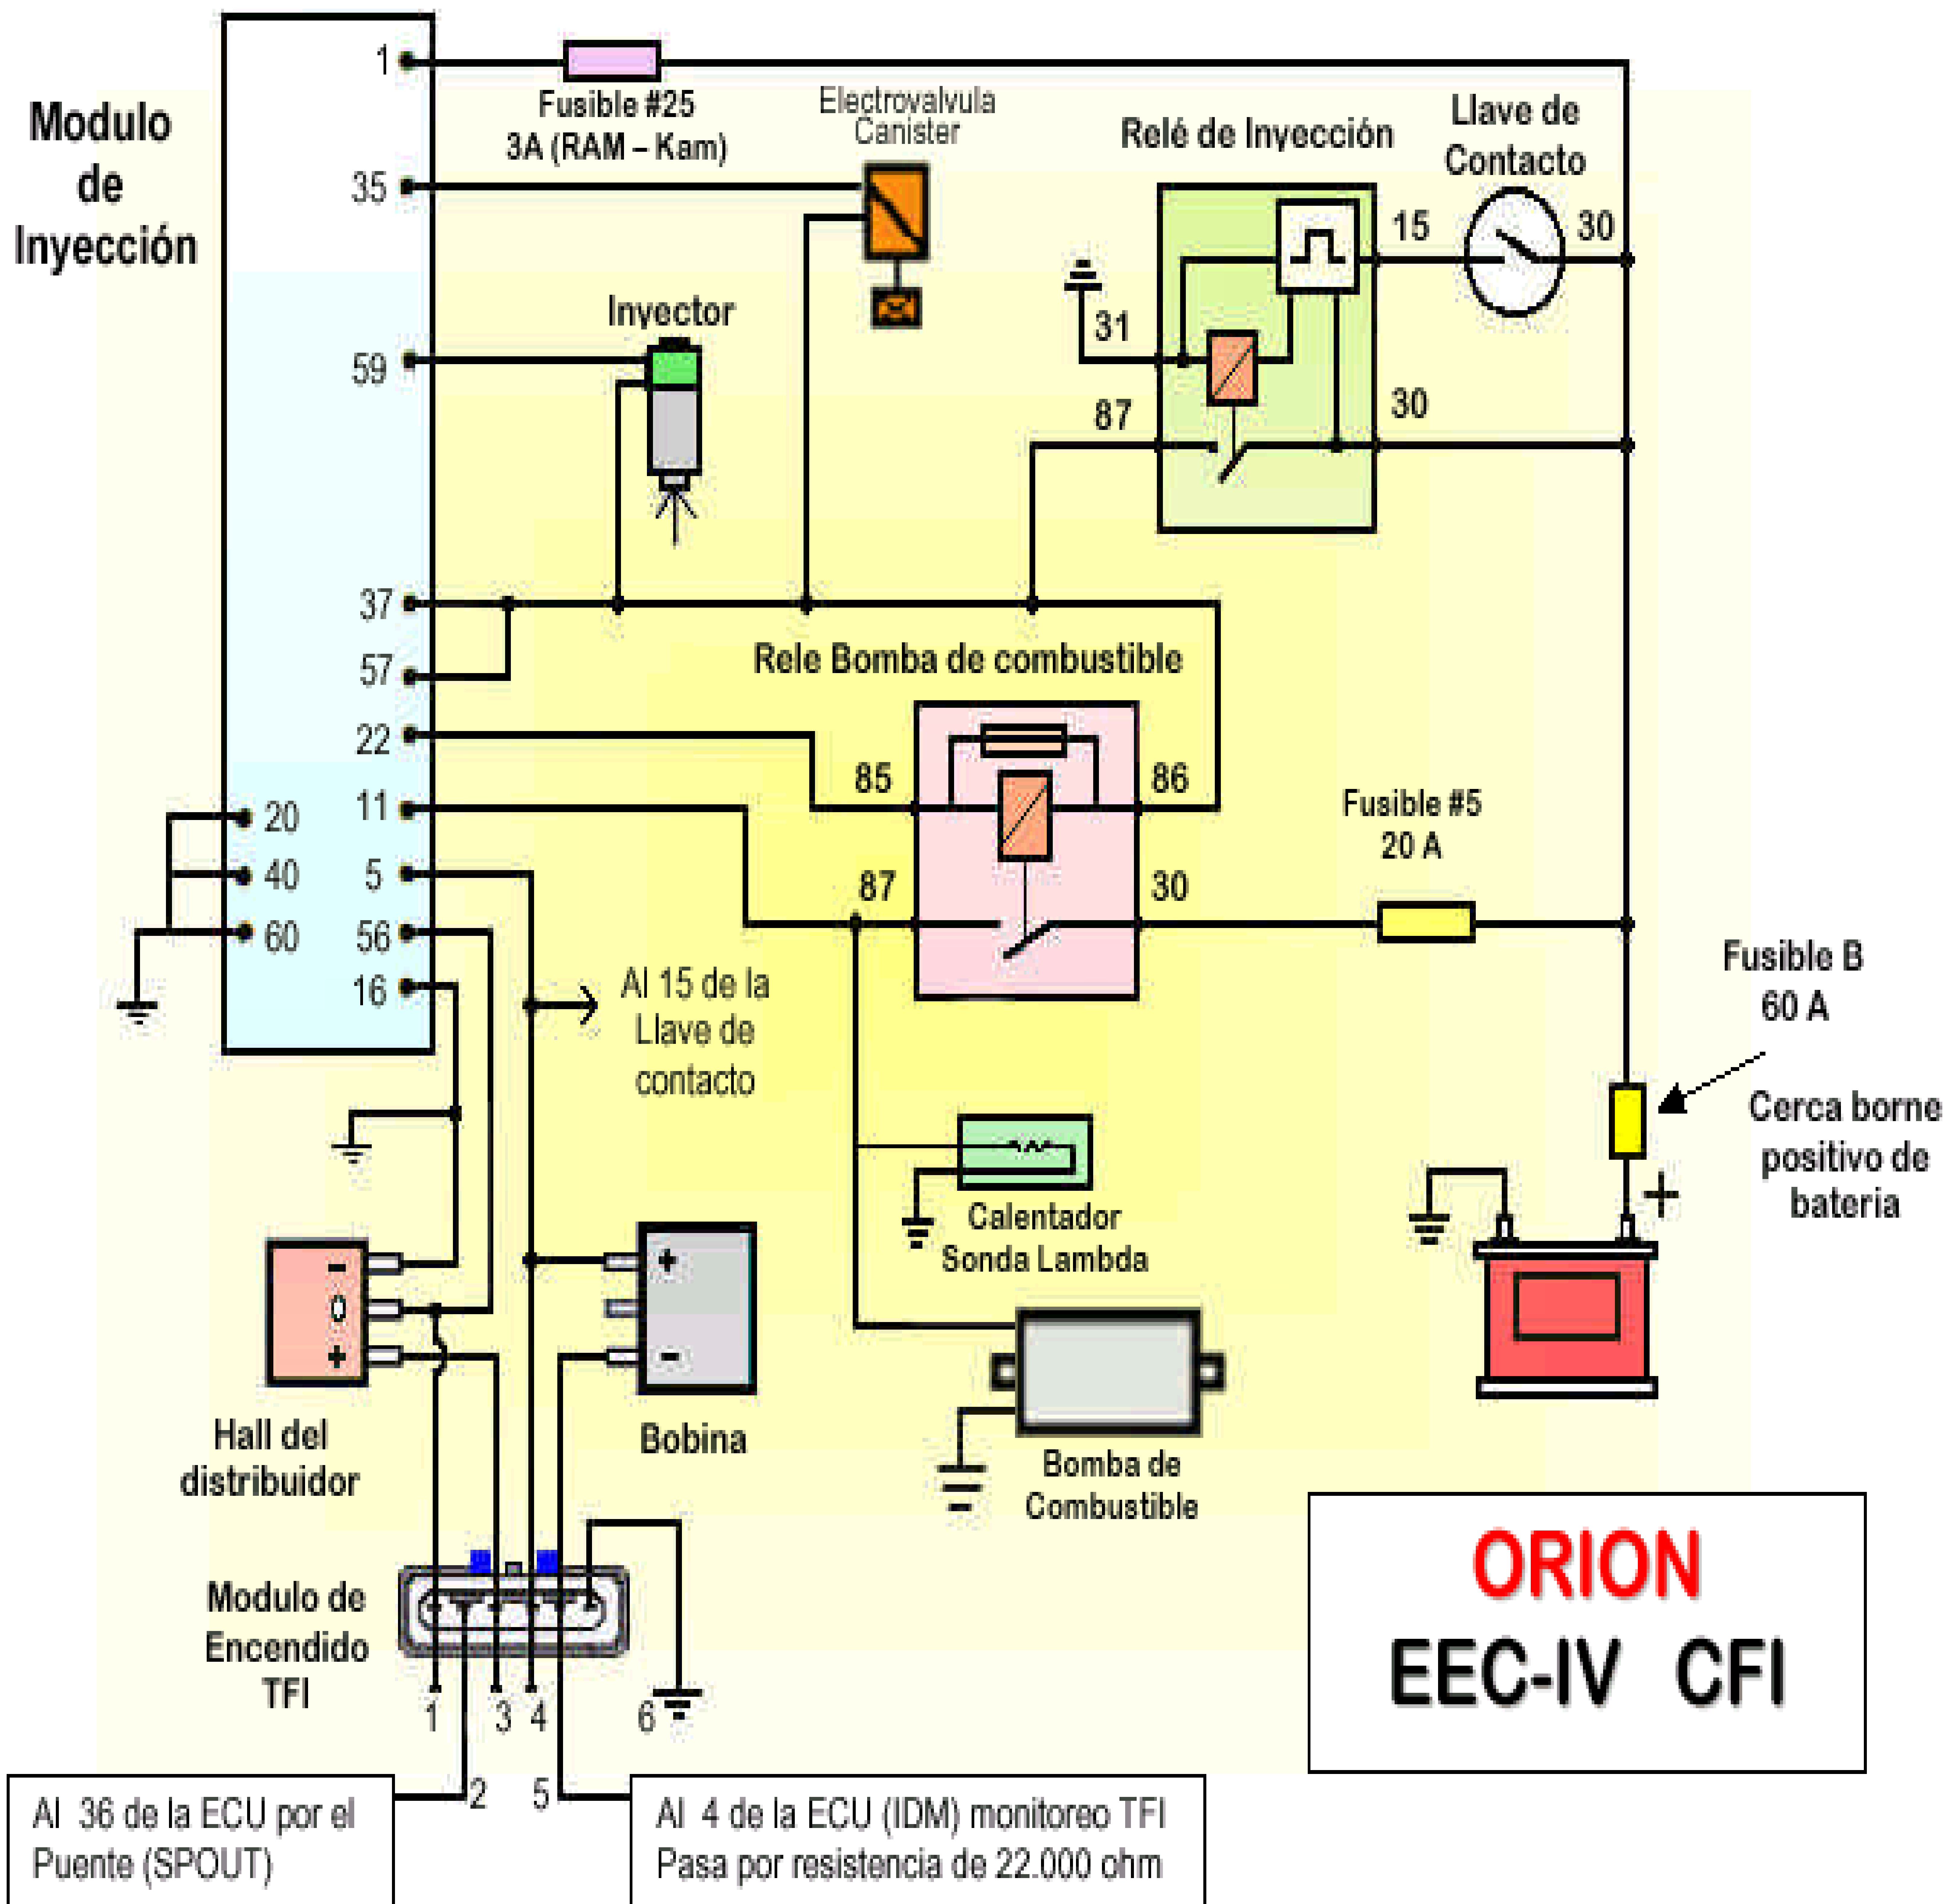 Modulo
de
Inyección
1
35
59
37
57
22
11
5
56
16
20
40
60
Fusible #25
3A (RAM – Kam)
Electrovalvula
Canister
Relé de Inyección
Llave de
Contacto
15
30
31
87
30
Inyector
Rele Bomba de combustible
85
86
87
30
Fusible #5
20 A
Fusible B
60 A
Cerca borne
positivo de
bateria
+
Al 15 de la
Llave de
contacto
Calentador
Sonda Lambda
-
0
+
Hall del
distribuidor
+
-
Bobina
Bomba de
Combustible
Modulo de
Encendido
TFI
1
3
4
6
2
5
Al 36 de la ECU por el
Puente (SPOUT)
Al 4 de la ECU (IDM) monitoreo TFI
Pasa por resistencia de 22.000 ohm
ORION
EEC-IV CFI